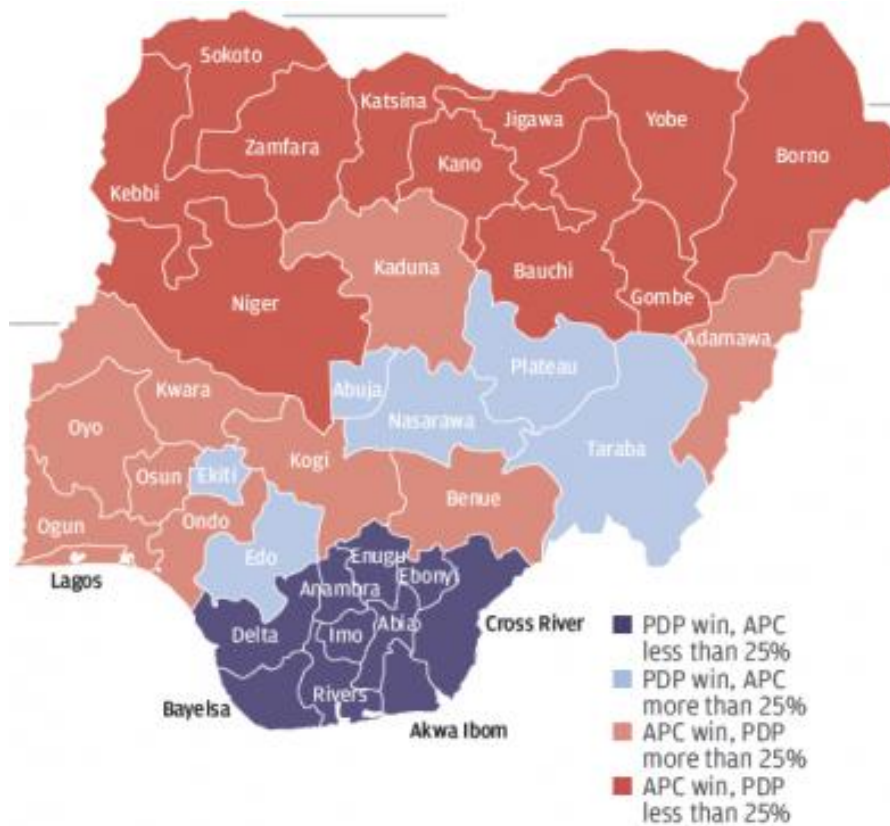 Sokoto
Katsina
Jigawa
Yobe
Zamfara
Borno
Kano
Kebbi
Kaduna
Bauchi
Gombe
Niger
Adamawa
Plateau
Abuja
Kwara
Nasarawa
Oyo
Taraba
Kogi
Osun
Ekiti
Benue
Ogun
Ondo
Edo
Enugu
Lagos
Anambra
Ebony
Abia
Cross River
Delta
Imo
Rivers
Bayelsa
Akwa Ibom
PDP win, APC
less than 25%
PDP win, APC
more than 25%
APC win, PDP
more than 25%
APC win, PDP
less than 25%